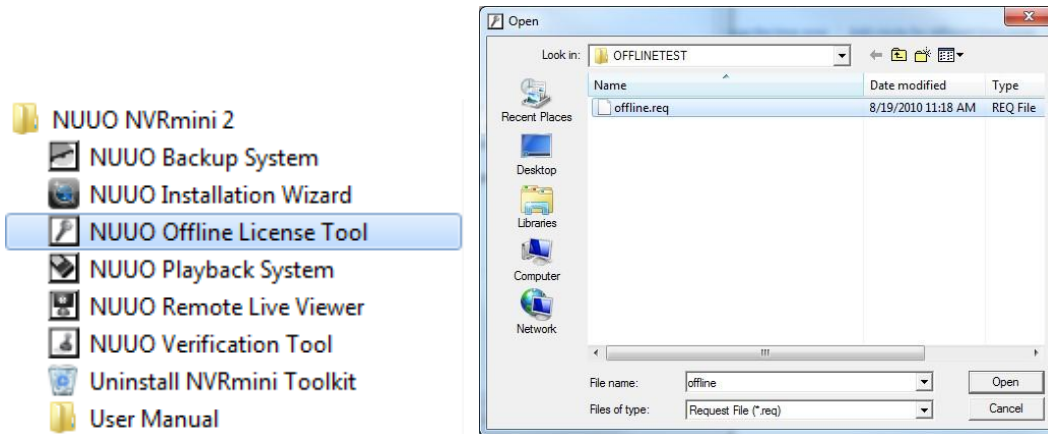 NUUO NVRmini 2
NUUO Backup System
NUUO Installation Wizard
NUUO Offline License Tool
NUUO Playback System
NUUO Remote Live Viewer
NUUO Verification Tool
Uninstall NVRmini Toolkit
User Manual
Open
Look in: OFFLINETEST
Name Date modified Type
offline.req 8/19/2010 11:18 AM REQ File
Recent Places
Desktop
Libraries
Computer
Network
File name: offline Open
Files of type: Request File (*.req) Cancel